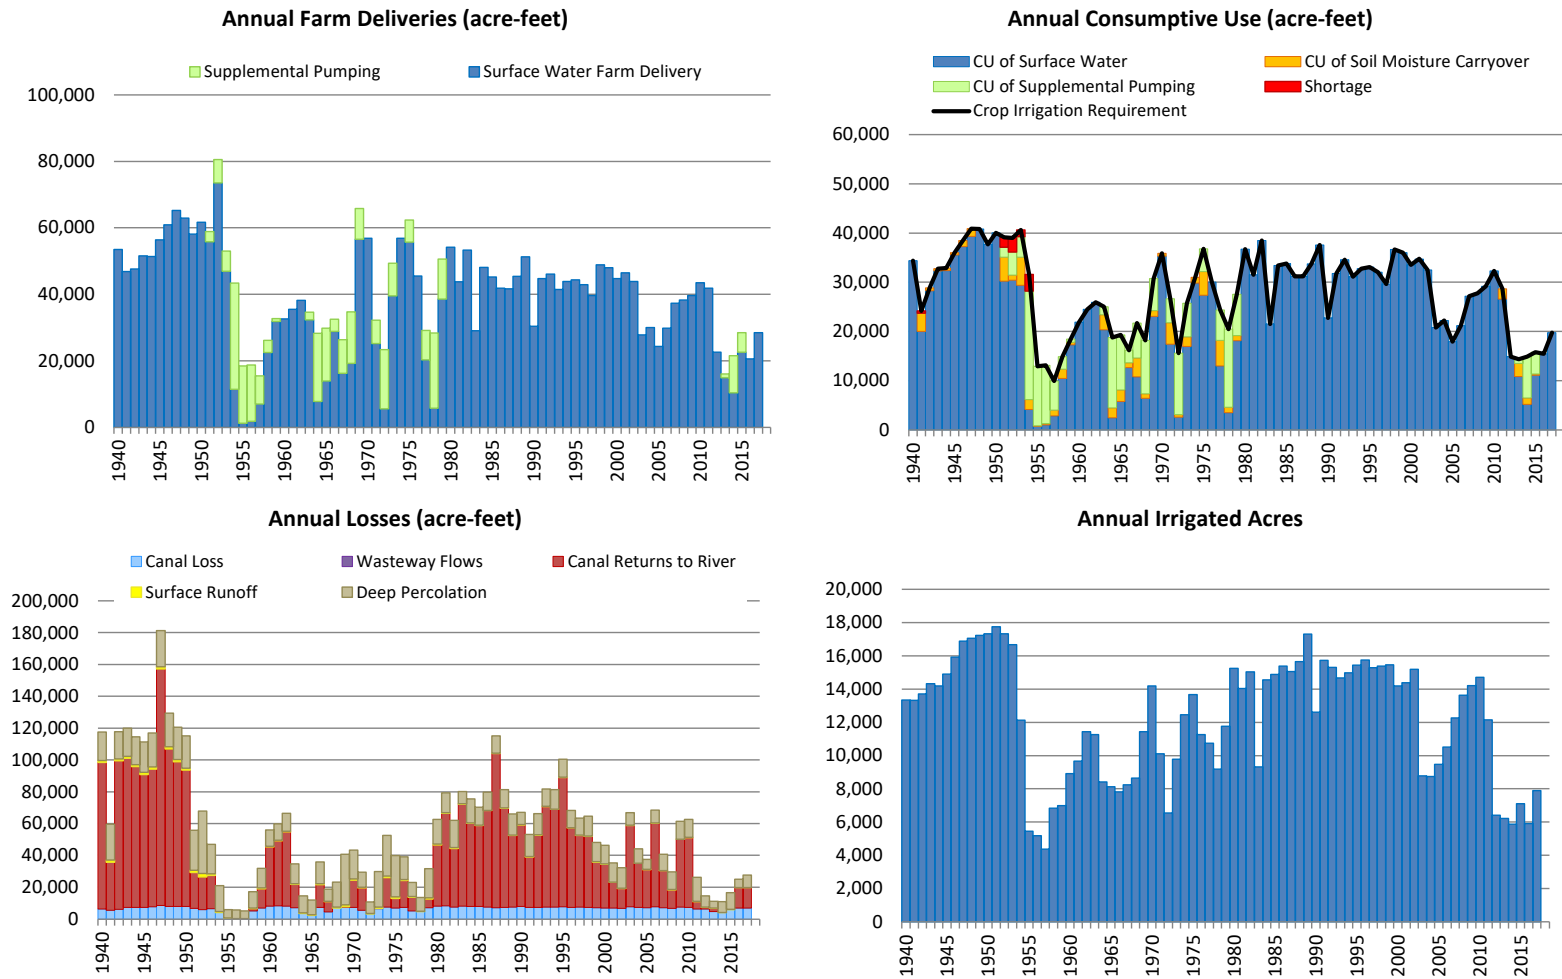 Annual Farm Deliveries (acre-feet)
Supplemental Pumping Surface Water Farm Delivery
100,000
80,000
60,000
40,000
20,000
0
1940 1945 1950 1955 1960 1965 1970 1975 1980 1985 1990 1995 2000 2005 2010 2015
Annual Consumptive Use (acre-feet)
CU of Surface Water CU of Soil Moisture Carryover
CU of Supplemental Pumping Shortage
Crop Irrigation Requirement
60,000
50,000
40,000
30,000
20,000
10,000
0
1940 1945 1950 1955 1960 1965 1970 1975 1980 1985 1990 1995 2000 2005 2010 2015
Annual Losses (acre-feet)
Canal Loss Wasteway Flows Canal Returns to River
Surface Runoff Deep Percolation
200,000
180,000
160,000
140,000
120,000
100,000
80,000
60,000
40,000
20,000
0
1940 1945 1950 1955 1960 1965 1970 1975 1980 1985 1990 1995 2000 2005 2010 2015
Annual Irrigated Acres
20,000
18,000
16,000
14,000
12,000
10,000
8,000
6,000
4,000
2,000
0
1940 1945 1950 1955 1960 1965 1970 1975 1980 1985 1990 1995 2000 2005 2010 2015